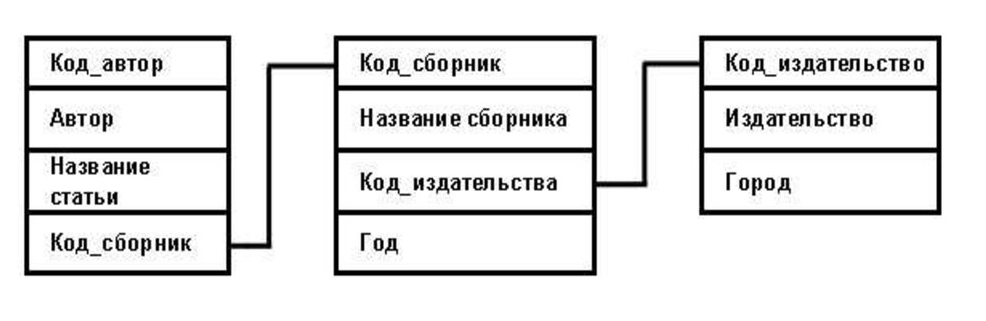 Код_автор
Автор
Название
статьи
Код_сборник
Код_сборник
Название сборника
Код_издательства
Год
Код_издательство
Издательство
Город